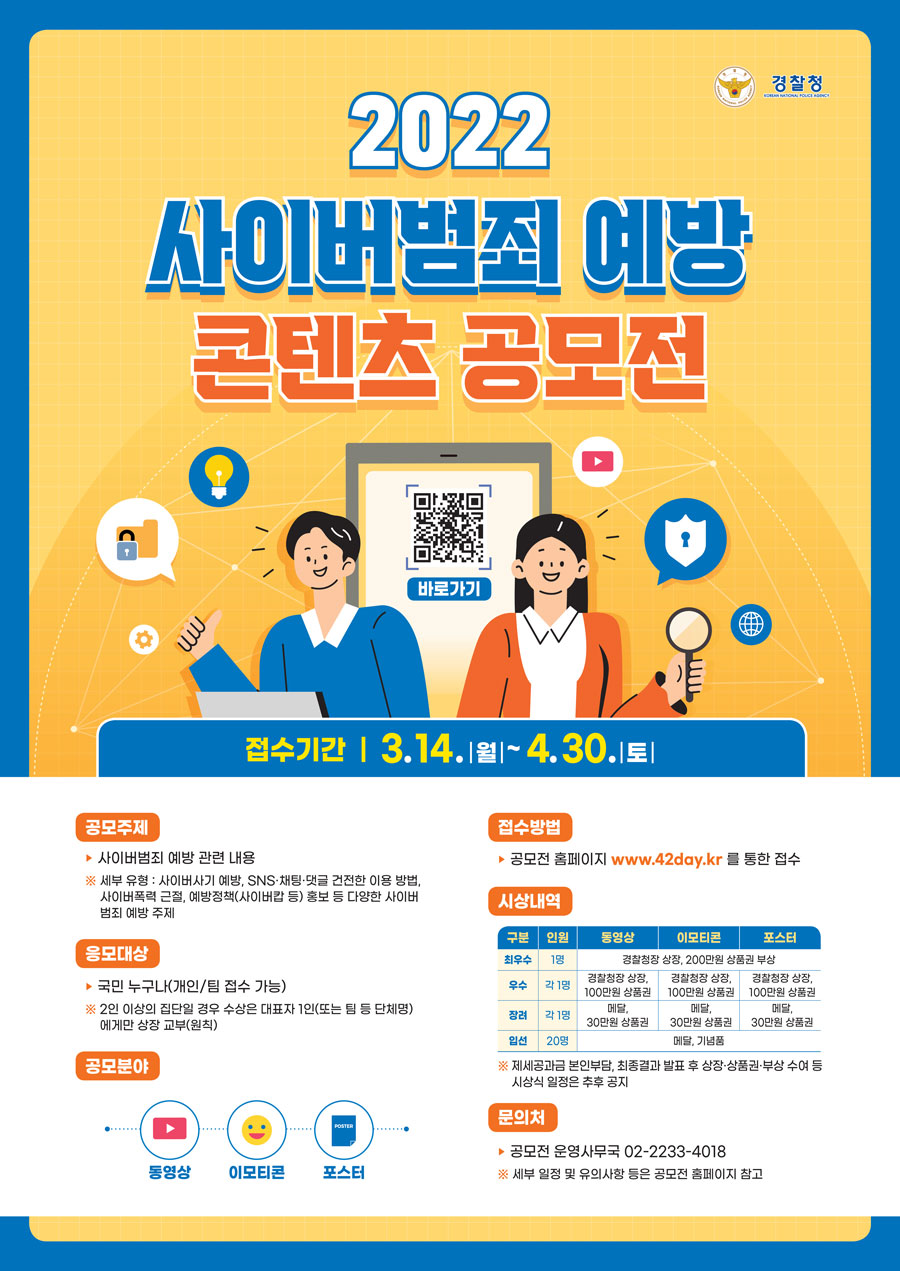 경찰청
KOREAN NATIONAL POLICE AGENCY
2022
사이버범죄 예방
콘텐츠 공모전
바로가기
접수기간 | 3.14.|월|~ 4.30.|토|
공모주제
사이버범죄 예방 관련 내용
※ 세부 유형 : 사이버사기 예방, SNS·채팅·댓글 건전한 이용 방법,
사이버폭력 근절, 예방정책(사이버캅 등) 홍보 등 다양한 사이버
범죄 예방 주제
응모대상
국민 누구나(개인/팀 접수 가능)
※ 2인 이상의 집단일 경우 수상은 대표자 1인(또는 팀 등 단체명)
에게만 상장 교부(원칙)
공모분야
POSTER
동영상 이모티콘 포스터
접수방법
공모전 홈페이지 www.42day.kr 를 통한 접수
시상내역
구분 인원 동영상 이모티콘 포스터
최우수 1명 경찰청장 상장, 200만원 상품권 부상
우수 각 1명 경찰청장 상장, 100만원 상품권 경찰청장 상장, 100만원 상품권 경찰청장 상장, 100만원 상품권
장려 각 1명 메달, 30만원 상품권 메달, 30만원 상품권 메달, 30만원 상품권
입선 20명 메달, 기념품
※ 제세공과금 본인부담, 최종결과 발표 후 상장·상품권·부상 수여 등
시상식 일정은 추후 공지
문의처
공모전 운영사무국 02-2233-4018
※ 세부 일정 및 유의사항 등은 공모전 홈페이지 참고